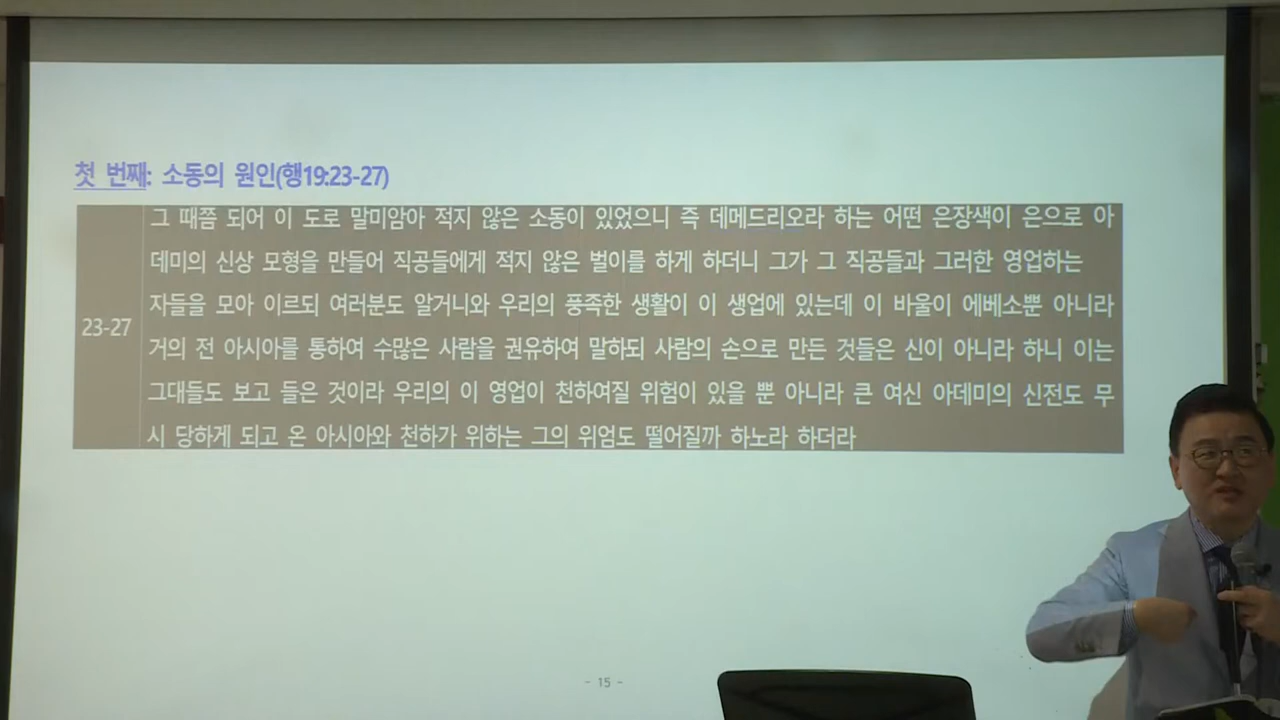 첫 번째: 소동의 원인(행19:23-27)
23-27
그 때쯤 되어 이 도로 말미암아 적지 않은 소동이 있었으니 즉 데메드리오라 하는 어떤 은장색이 은으로 아
데미의 신상 모형을 만들어 직공들에게 적지 않은 벌이를 하게 하더니 그가 그 직공들과 그러한 영업하는
자들을 모아 이르되 여러분도 알거니와 우리의 풍족한 생활이 이 생업에 있는데 이 바울이 에베소뿐 아니라
거의 전 아시아를 통하여 수많은 사람을 권유하여 말하되 사람의 손으로 만든 것들은 신이 아니라 하니 이는
그대들도 보고 들은 것이라 우리의 이 영업이 천하여질 위험이 있을 뿐 아니라 큰 여신 아데미의 신전도 무
시 당하게 되고 온 아시아와 천하가 위하는 그의 위엄도 떨어질까 하노라 하더라
- 15 -